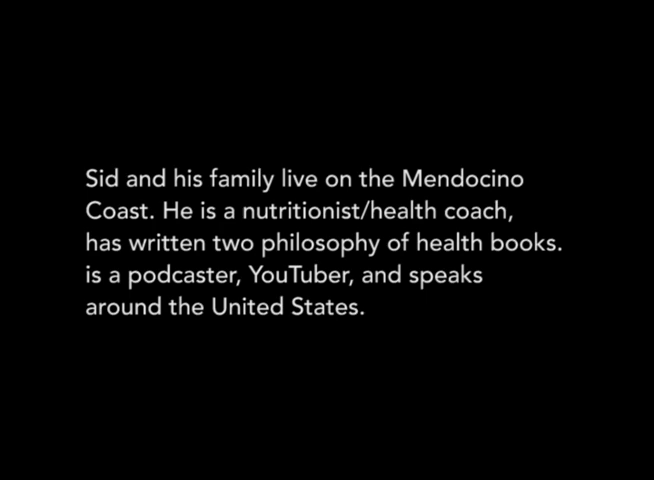 Sid and his family live on the Mendocino
Coast. He is a nutritionist/health coach,
has written two philosophy of health books.
is a podcaster, YouTuber, and speaks
around the United States.